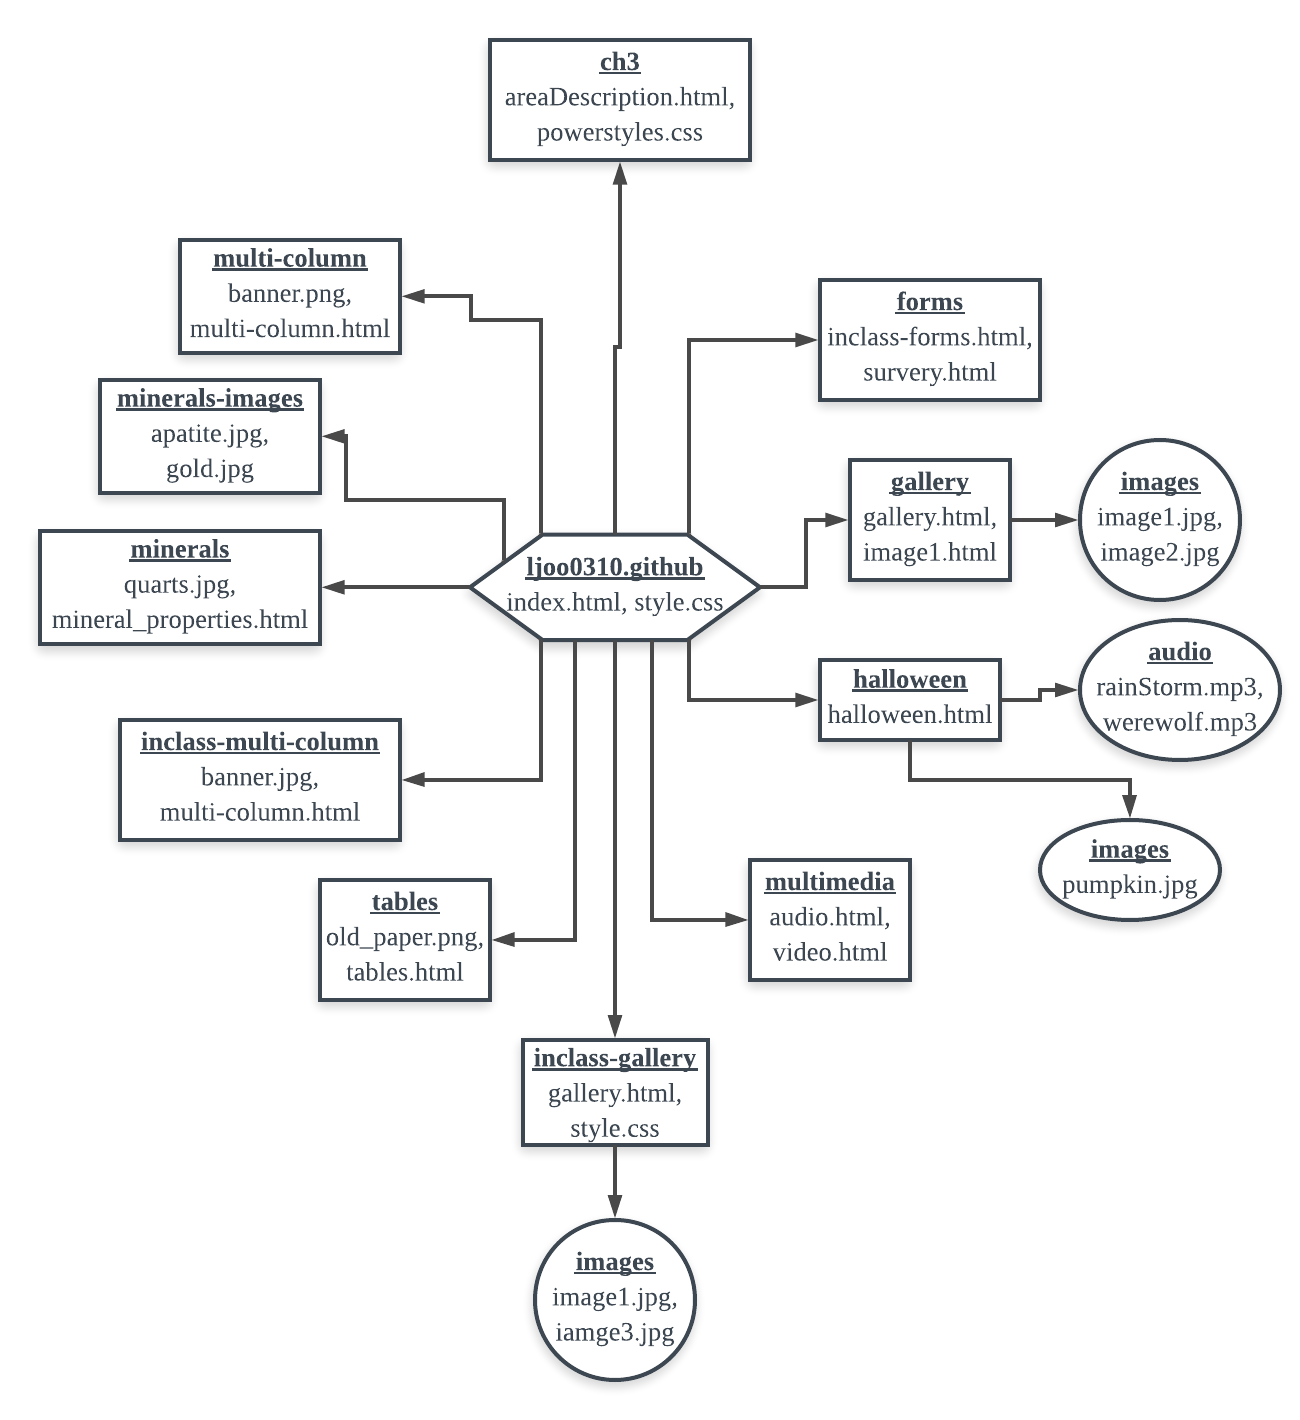 ch3
areaDescription.html,
powerstyles.css
multi-column
banner.png,
multi-column.html
forms
inclass-forms.html,
survery.html
minerals-images
apatite.jpg,
gold.jpg
gallery
gallery.html,
image1.html
images
image1.jpg,
image2.jpg
minerals
quarts.jpg,
mineral_properties.html
ljoo0310.github
index.html, style.css
halloween
halloween.html
audio
rainStorm.mp3,
werewolf.mp3
inclass-multi-column
banner.jpg,
multi-column.html
images
pumpkin.jpg
tables
old_paper.png,
tables.html
multimedia
audio.html,
video.html
inclass-gallery
gallery.html,
style.css
images
image1.jpg,
iamge3.jpg